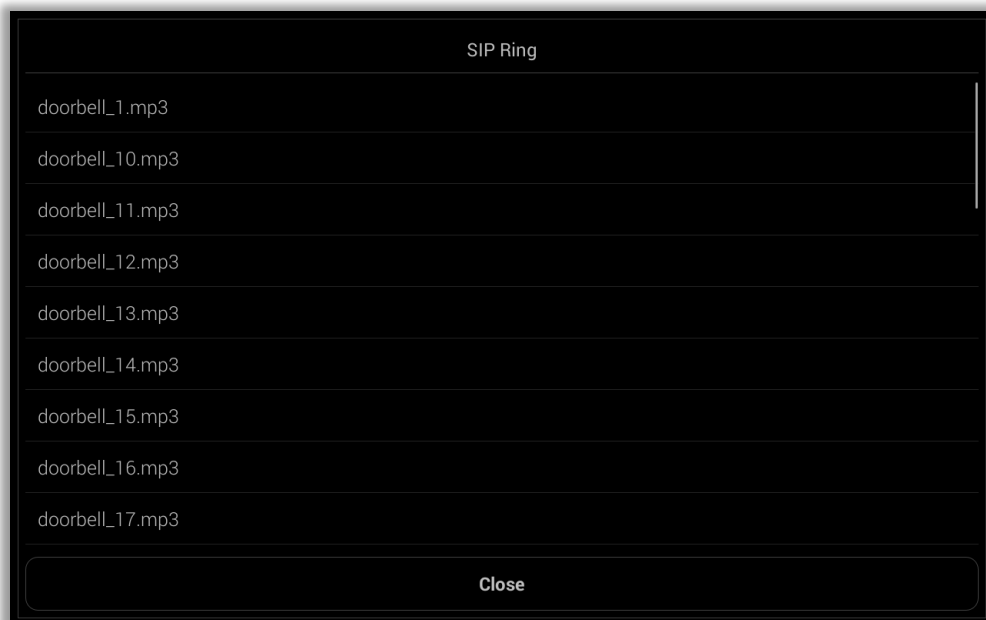 SIP Ring
doorbell_1.mp3
doorbell_10.mp3
doorbell_11.mp3
doorbell_12.mp3
doorbell_13.mp3
doorbell_14.mp3
doorbell_15.mp3
doorbell_16.mp3
doorbell_17.mp3
Close